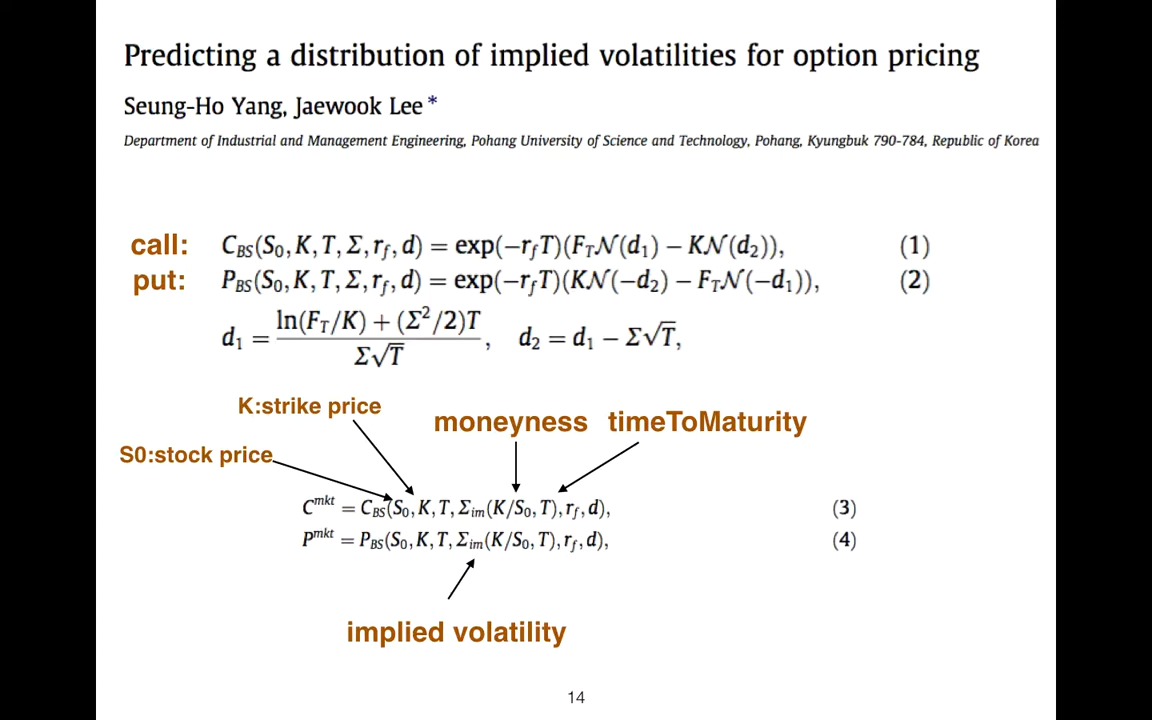 Predicting a distribution of implied volatilities for option pricing
Seung-Ho Yang, Jaewook Lee *
Department of Industrial and Management Engineering, Pohang University of Science and Technology, Pohang, Kyungbuk 790-784, Republic of Korea
call: C_BS(S_0, K, T, Σ, r_f, d) = exp(−r_f T)(F_T 𝒩(d_1) − K𝒩(d_2)), (1)
put: P_BS(S_0, K, T, Σ, r_f, d) = exp(−r_f T)(K𝒩(−d_2) − F_T 𝒩(−d_1)), (2)
d_1 = ln(F_T/K) + (Σ²/2)T / Σ√T, d_2 = d_1 − Σ√T,
K:strike price
moneyness timeToMaturity
S0:stock price
C^mkt = C_BS(S_0, K, T, Σ_im(K/S_0, T), r_f, d), (3)
P^mkt = P_BS(S_0, K, T, Σ_im(K/S_0, T), r_f, d), (4)
implied volatility
14